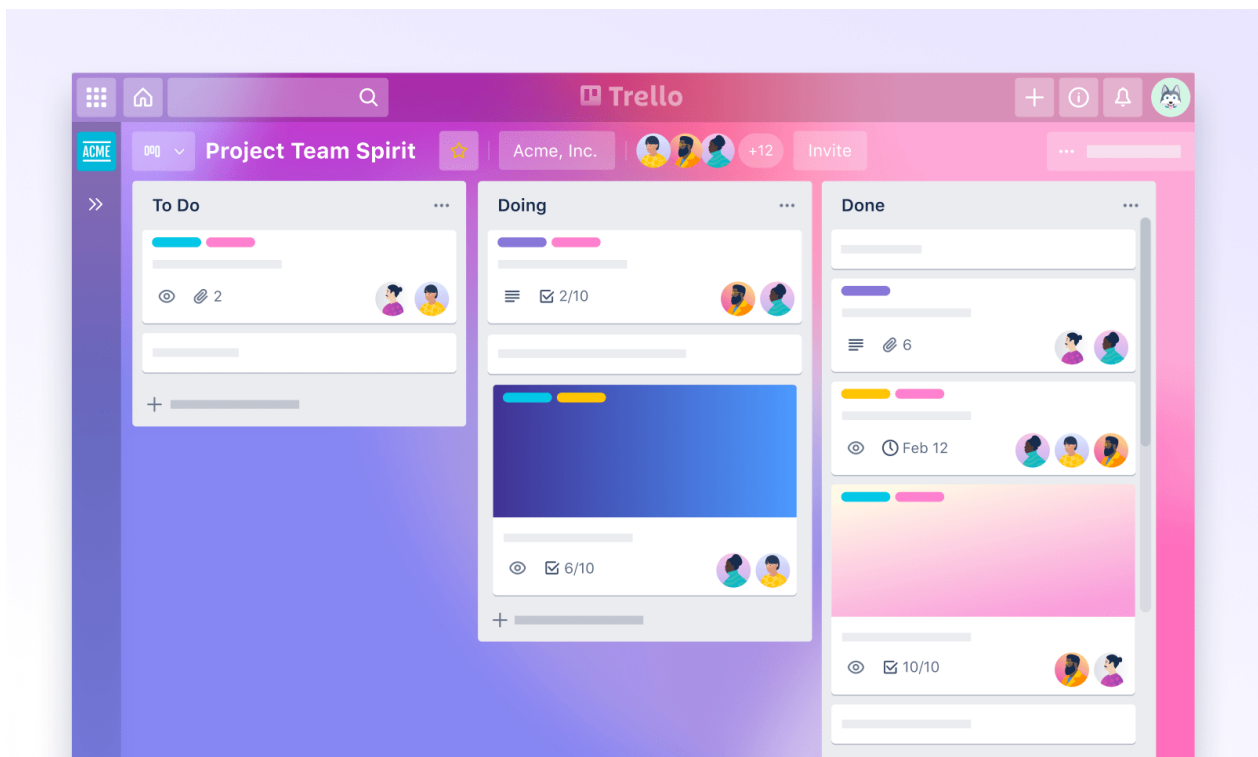 Trello
ACME
Project Team Spirit
Acme, Inc.
+12
Invite
To Do
2
Doing
2/10
6/10
Done
6
Feb 12
10/10